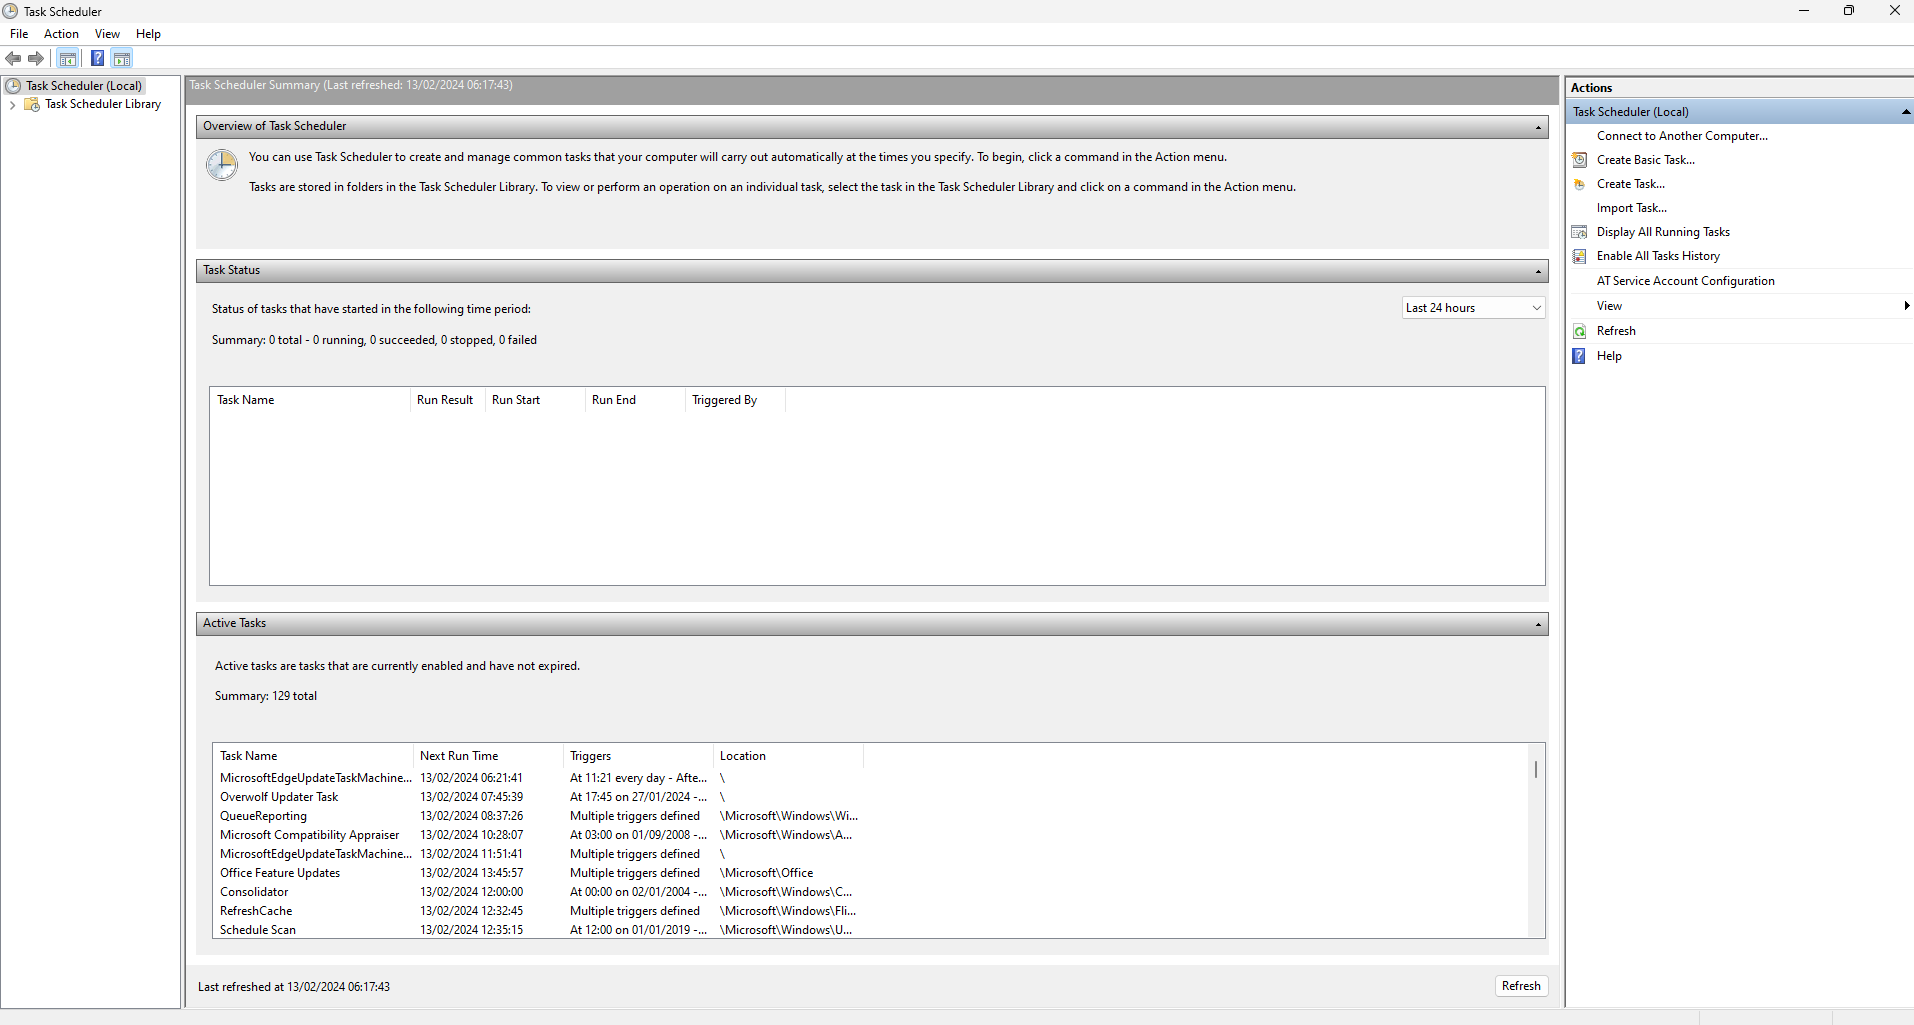 Task Scheduler
File Action View Help
Task Scheduler (Local)
Task Scheduler Library
Task Scheduler Summary (Last refreshed: 13/02/2024 06:17:43)
Overview of Task Scheduler
You can use Task Scheduler to create and manage common tasks that your computer will carry out automatically at the times you specify. To begin, click a command in the Action menu.
Tasks are stored in folders in the Task Scheduler Library. To view or perform an operation on an individual task, select the task in the Task Scheduler Library and click on a command in the Action menu.
Task Status
Status of tasks that have started in the following time period:
Last 24 hours
Summary: 0 total - 0 running, 0 succeeded, 0 stopped, 0 failed
Task Name Run Result Run Start Run End Triggered By
Active Tasks
Active tasks are tasks that are currently enabled and have not expired.
Summary: 129 total
Task Name Next Run Time Triggers Location
MicrosoftEdgeUpdateTaskMachine... 13/02/2024 06:21:41 At 11:21 every day - Afte... \
Overwolf Updater Task 13/02/2024 07:45:39 At 17:45 on 27/01/2024 -... \
QueueReporting 13/02/2024 08:37:26 Multiple triggers defined \Microsoft\Windows\Wi...
Microsoft Compatibility Appraiser 13/02/2024 10:28:07 At 03:00 on 01/09/2008 -... \Microsoft\Windows\A...
MicrosoftEdgeUpdateTaskMachine... 13/02/2024 11:51:41 Multiple triggers defined \
Office Feature Updates 13/02/2024 13:45:57 Multiple triggers defined \Microsoft\Office
Consolidator 13/02/2024 12:00:00 At 00:00 on 02/01/2004 -... \Microsoft\Windows\C...
RefreshCache 13/02/2024 12:32:45 Multiple triggers defined \Microsoft\Windows\Fli...
Schedule Scan 13/02/2024 12:35:15 At 12:00 on 01/01/2019 -... \Microsoft\Windows\U...
Last refreshed at 13/02/2024 06:17:43
Refresh
Actions
Task Scheduler (Local)
Connect to Another Computer...
Create Basic Task...
Create Task...
Import Task...
Display All Running Tasks
Enable All Tasks History
AT Service Account Configuration
View
Refresh
Help